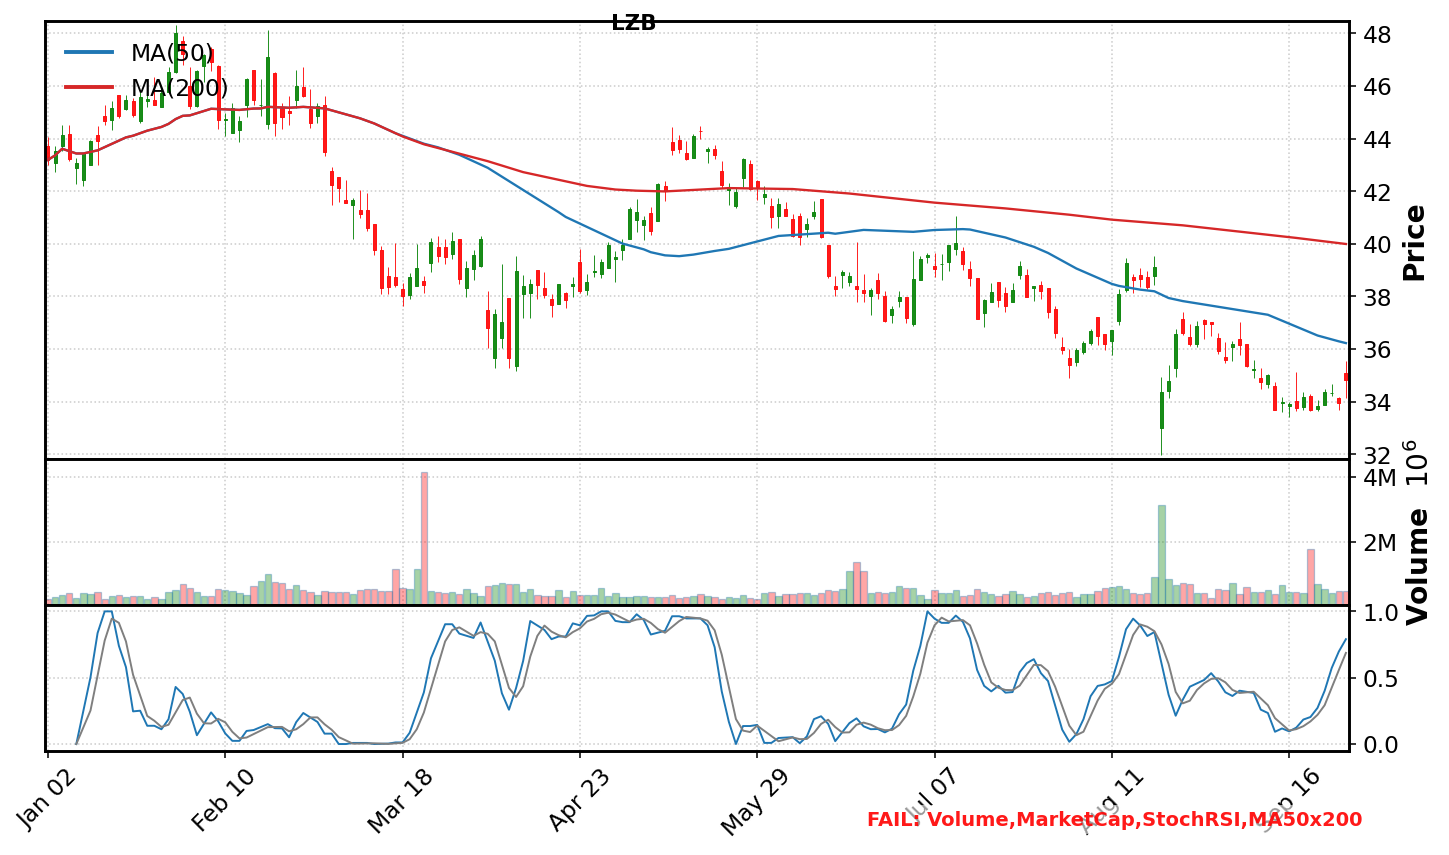 LZB
MA(50)
MA(200)
48
46
44
42
40
38
36
34
32
Price
4M
2M
Volume 10^6
1.0
0.5
0.0
Jan 02
Feb 10
Mar 18
Apr 23
May 29
Jul 07
Aug 11
Sep 16
FAIL: Volume,MarketCap,StochRSI,MA50x200